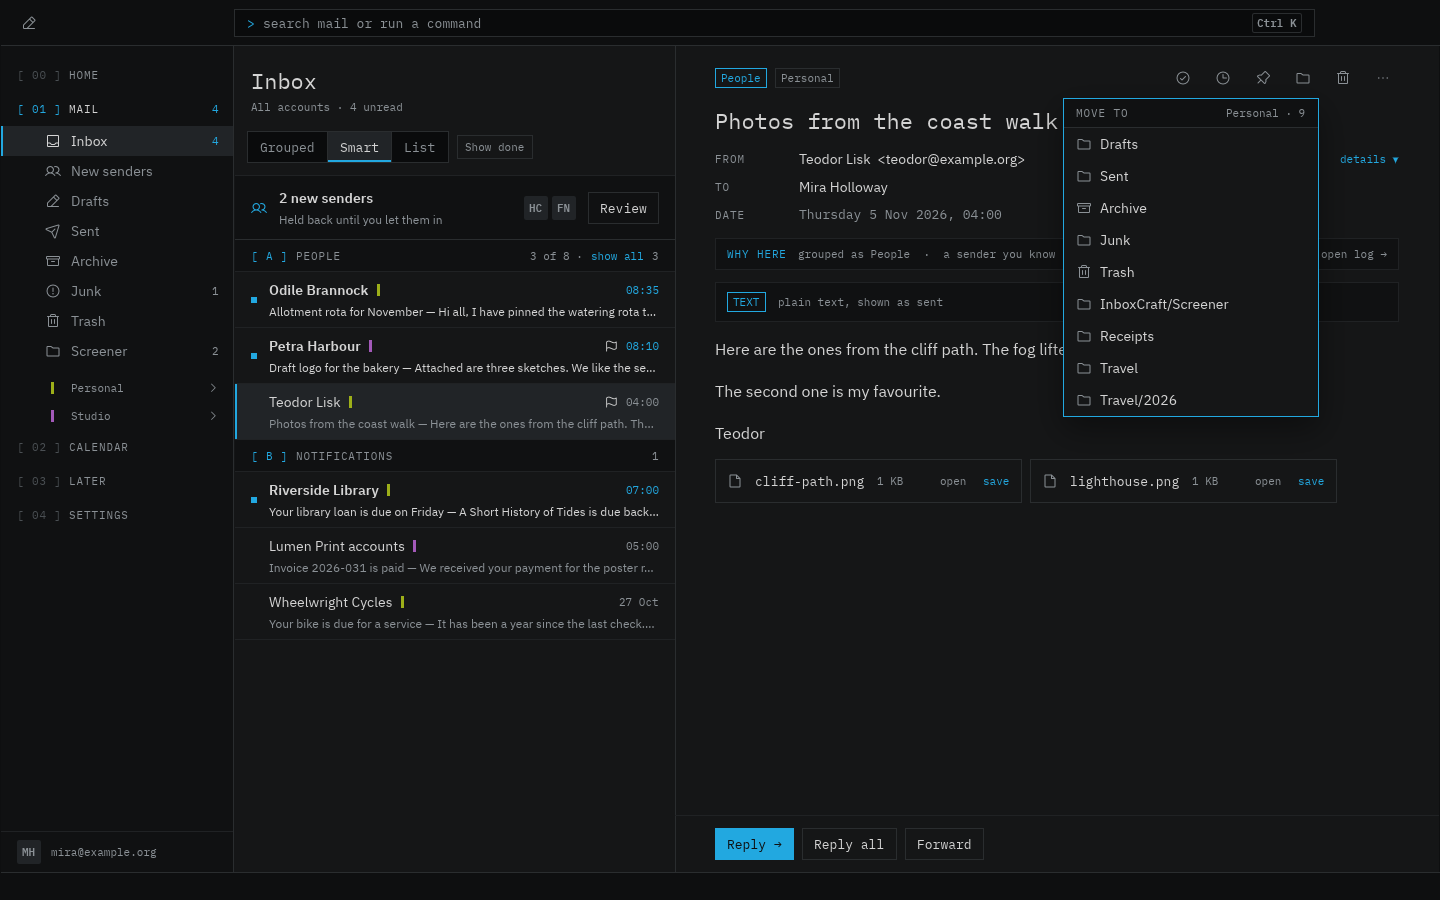 > search mail or run a command Ctrl K
[ 00 ] HOME
[ 01 ] MAIL 4
Inbox 4
New senders
Drafts
Sent
Archive
Junk 1
Trash
Screener 2
Personal
Studio
[ 02 ] CALENDAR
[ 03 ] LATER
[ 04 ] SETTINGS
MH mira@example.org
Inbox
All accounts · 4 unread
Grouped Smart List Show done
2 new senders
Held back until you let them in
HC FN Review
[ A ] PEOPLE 3 of 8 · show all 3
Odile Brannock 08:35
Allotment rota for November — Hi all, I have pinned the watering rota t...
Petra Harbour 08:10
Draft logo for the bakery — Attached are three sketches. We like the se...
Teodor Lisk 04:00
Photos from the coast walk — Here are the ones from the cliff path. Th...
[ B ] NOTIFICATIONS 1
Riverside Library 07:00
Your library loan is due on Friday — A Short History of Tides is due back...
Lumen Print accounts 05:00
Invoice 2026-031 is paid — We received your payment for the poster r...
Wheelwright Cycles 27 Oct
Your bike is due for a service — It has been a year since the last check....
People Personal
Photos from the coast walk
FROM Teodor Lisk <teodor@example.org> details ▾
TO Mira Holloway
DATE Thursday 5 Nov 2026, 04:00
WHY HERE grouped as People · a sender you know open log →
TEXT plain text, shown as sent
Here are the ones from the cliff path. The fog lifte
The second one is my favourite.
Teodor
cliff-path.png 1 KB open save
lighthouse.png 1 KB open save
Reply → Reply all Forward
MOVE TO Personal · 9
Drafts
Sent
Archive
Junk
Trash
InboxCraft/Screener
Receipts
Travel
Travel/2026